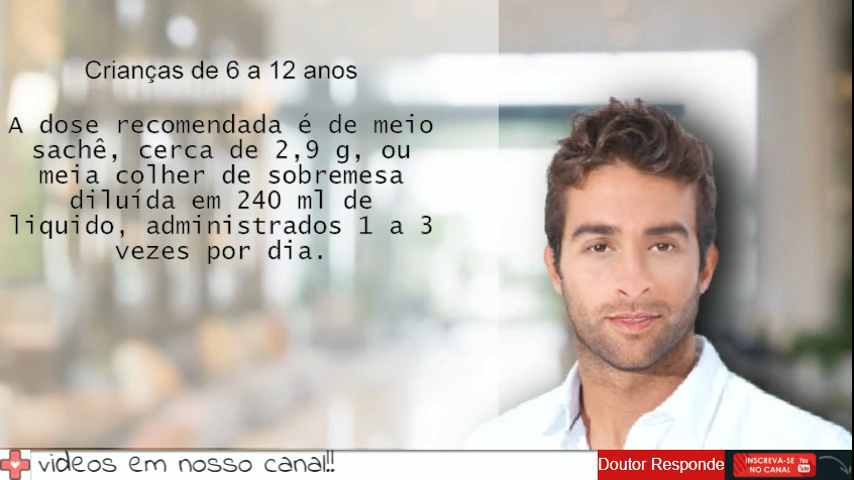 Crianças de 6 a 12 anos
A dose recomendada é de meio
sachê, cerca de 2,9 g, ou
meia colher de sobremesa
diluída em 240 ml de
liquido, administrados 1 a 3
vezes por dia.
videos em nosso canal!!
Doutor Responde
INSCREVA-SE
NO CANAL
You
Tube